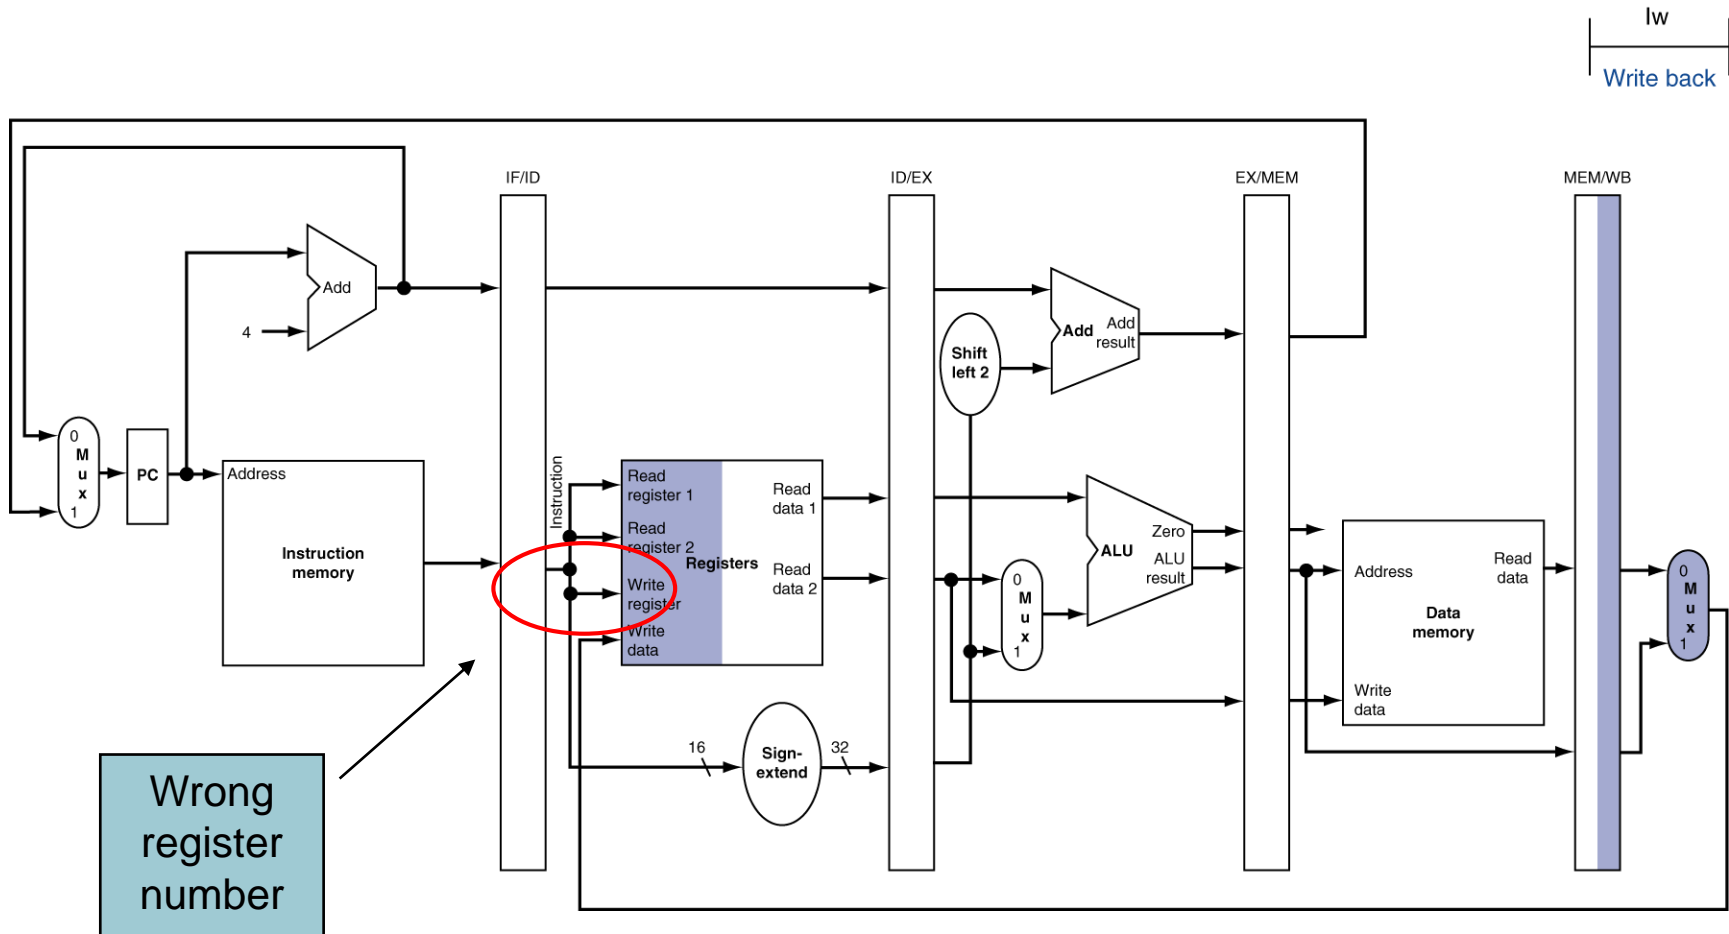 lw
Write back
IF/ID
ID/EX
EX/MEM
MEM/WB
Add
4
Shift
left 2
Add
Add
result
0
M
u
x
1
PC
Address
Instruction
memory
Instruction
Read
register 1
Read
register 2
Write
register
Write
data
Registers
Read
data 1
Read
data 2
0
M
u
x
1
ALU
Zero
ALU
result
Address
Data
memory
Write
data
Read
data
0
M
u
x
1
16
Sign-
extend
32
Wrong
register
number